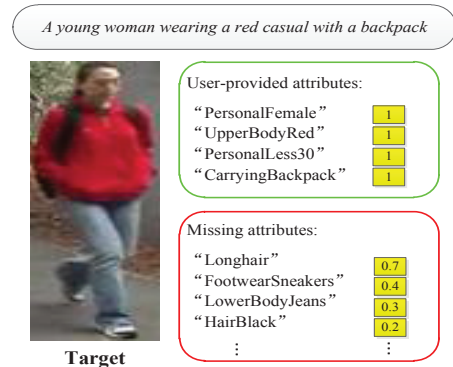 A young woman wearing a red casual with a backpack
User-provided attributes:
“PersonalFemale” 1
“UpperBodyRed” 1
“PersonalLess30” 1
“CarryingBackpack” 1
Missing attributes:
“Longhair” 0.7
“FootwearSneakers” 0.4
“LowerBodyJeans” 0.3
“HairBlack” 0.2
⋮ ⋮
Target